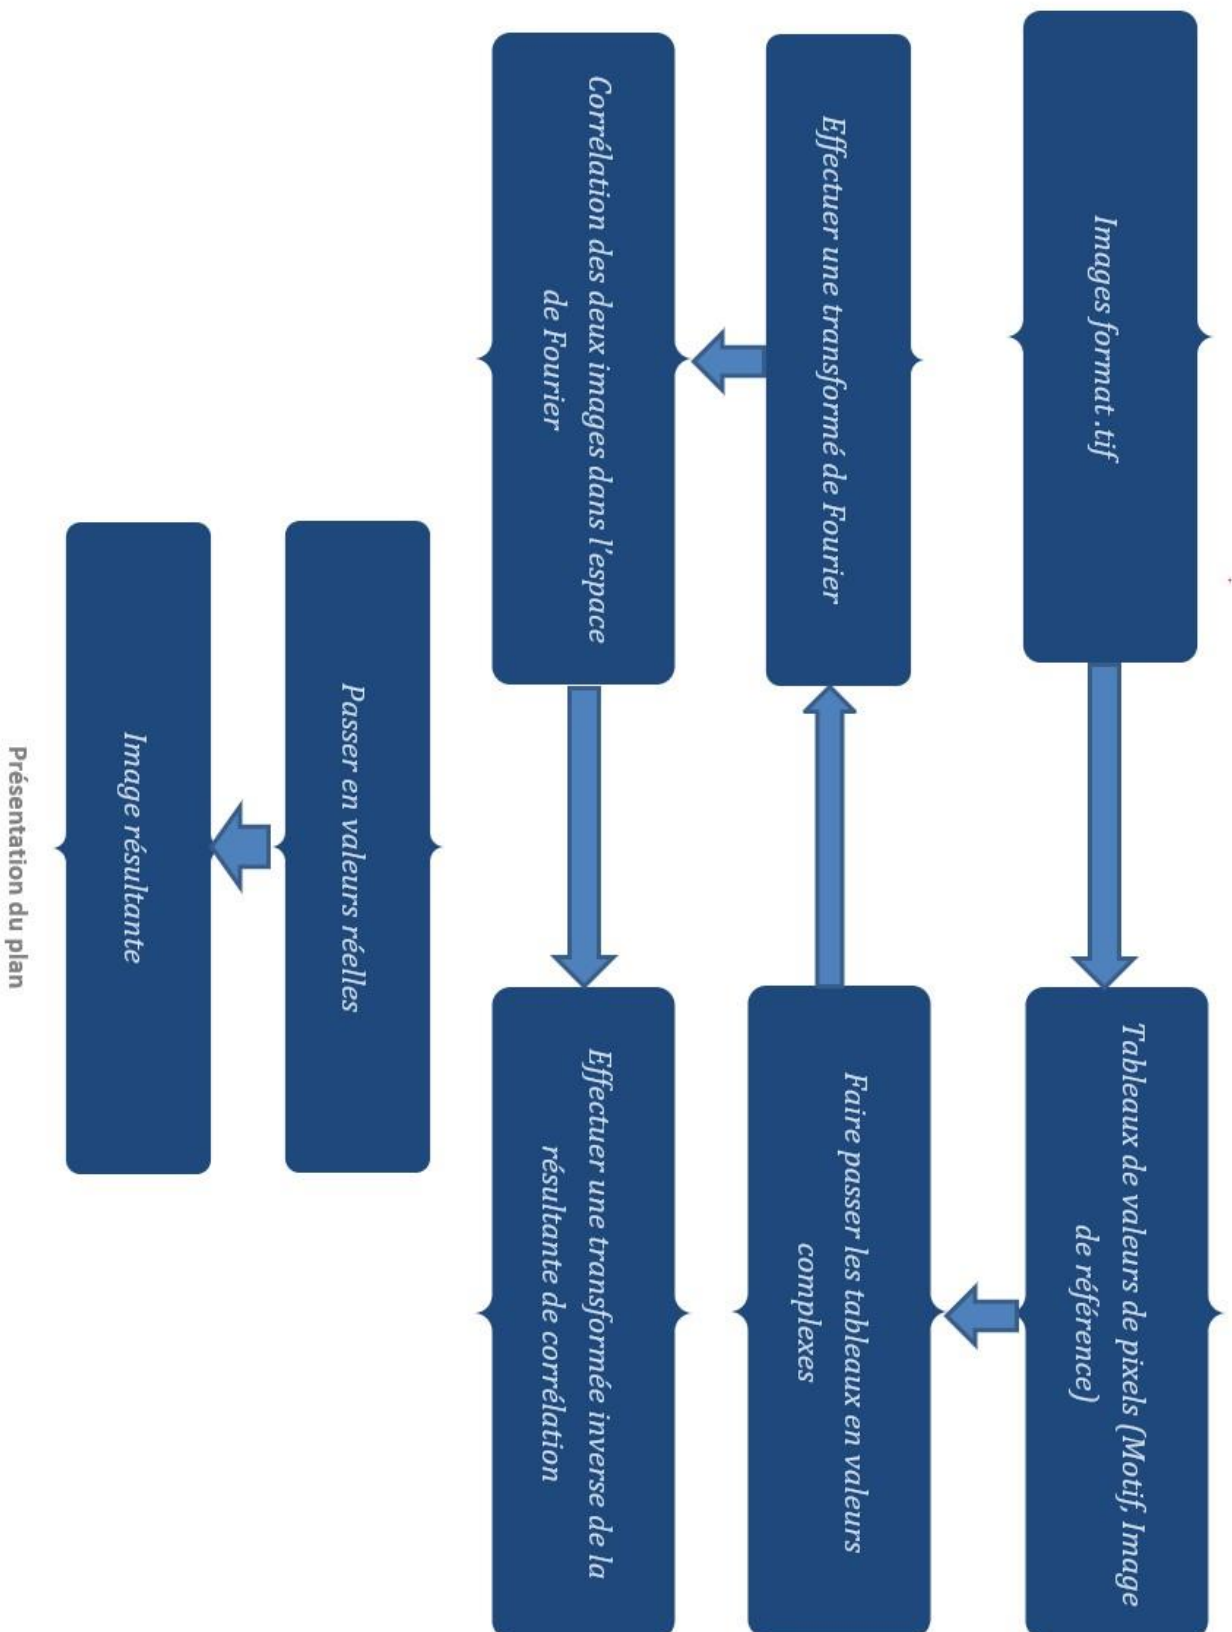 Images format .tif
Tableaux de valeurs de pixels (Motif, Image
de référence)
Effectuer une transformé de Fourier
Faire passer les tableaux en valeurs
complexes
Corrélation des deux images dans l'espace
de Fourier
Effectuer une transformée inverse de la
résultante de corrélation
Passer en valeurs réelles
Image résultante
Présentation du plan